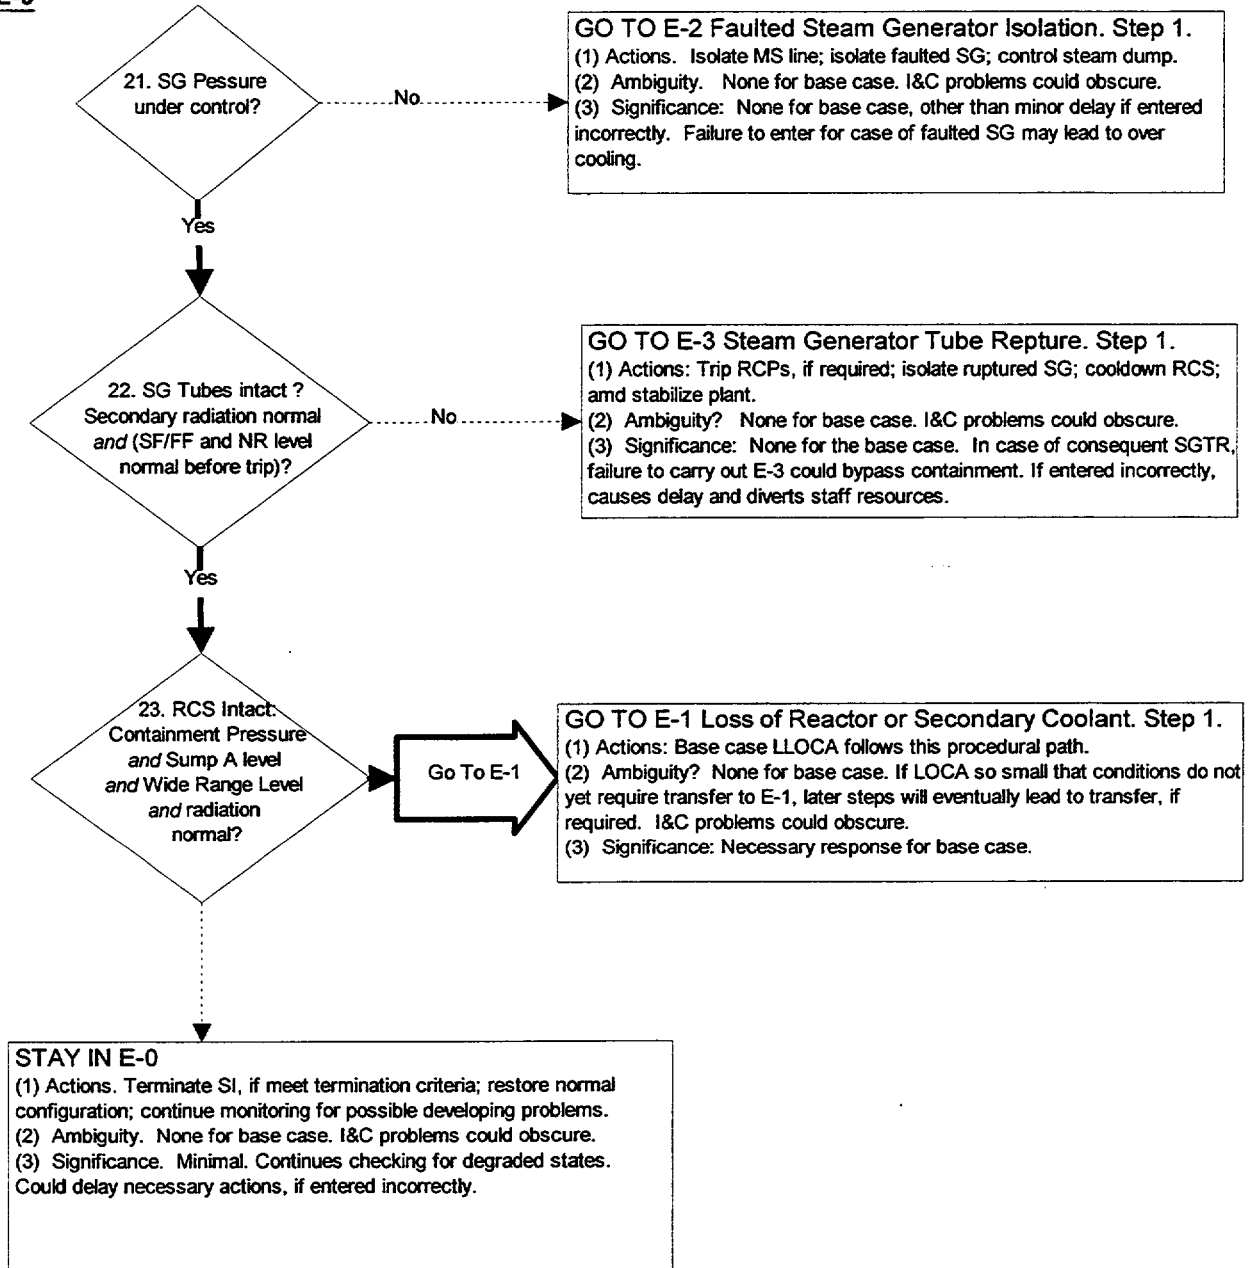 E-0
21. SG Pessure
under control?
No
GO TO E-2 Faulted Steam Generator Isolation. Step 1.
(1) Actions. Isolate MS line; isolate faulted SG; control steam dump.
(2) Ambiguity. None for base case. I&C problems could obscure.
(3) Significance: None for base case, other than minor delay if entered
incorrectly. Failure to enter for case of faulted SG may lead to over
cooling.
Yes
22. SG Tubes intact ?
Secondary radiation normal
and (SF/FF and NR level
normal before trip)?
No
GO TO E-3 Steam Generator Tube Repture. Step 1.
(1) Actions: Trip RCPs, if required; isolate ruptured SG; cooldown RCS;
amd stabilize plant.
(2) Ambiguity? None for base case. I&C problems could obscure.
(3) Significance: None for the base case. In case of consequent SGTR,
failure to carry out E-3 could bypass containment. If entered incorrectly,
causes delay and diverts staff resources.
Yes
23. RCS Intact:
Containment Pressure
and Sump A level
and Wide Range Level
and radiation
normal?
Go To E-1
GO TO E-1 Loss of Reactor or Secondary Coolant. Step 1.
(1) Actions: Base case LLOCA follows this procedural path.
(2) Ambiguity? None for base case. If LOCA so small that conditions do not
yet require transfer to E-1, later steps will eventually lead to transfer, if
required. I&C problems could obscure.
(3) Significance: Necessary response for base case.
STAY IN E-0
(1) Actions. Terminate SI, if meet termination criteria; restore normal
configuration; continue monitoring for possible developing problems.
(2) Ambiguity. None for base case. I&C problems could obscure.
(3) Significance. Minimal. Continues checking for degraded states.
Could delay necessary actions, if entered incorrectly.